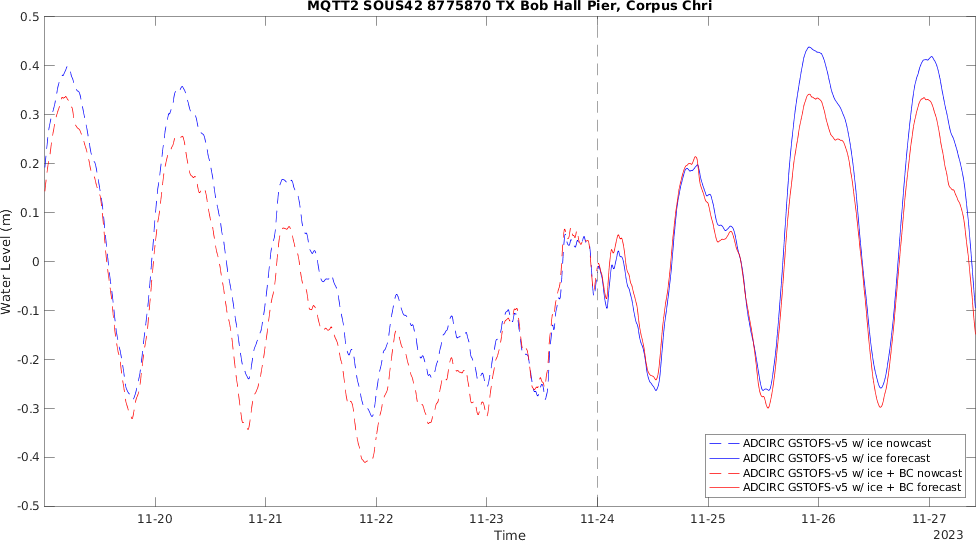 MQTT2 SOUS42 8775870 TX Bob Hall Pier, Corpus Chri
0.5
0.4
0.3
0.2
0.1
0
-0.1
-0.2
-0.3
-0.4
-0.5
Water Level (m)
11-20 11-21 11-22 11-23 11-24 11-25 11-26 11-27
Time
2023
ADCIRC GSTOFS-v5 w/ ice nowcast
ADCIRC GSTOFS-v5 w/ ice forecast
ADCIRC GSTOFS-v5 w/ ice + BC nowcast
ADCIRC GSTOFS-v5 w/ ice + BC forecast